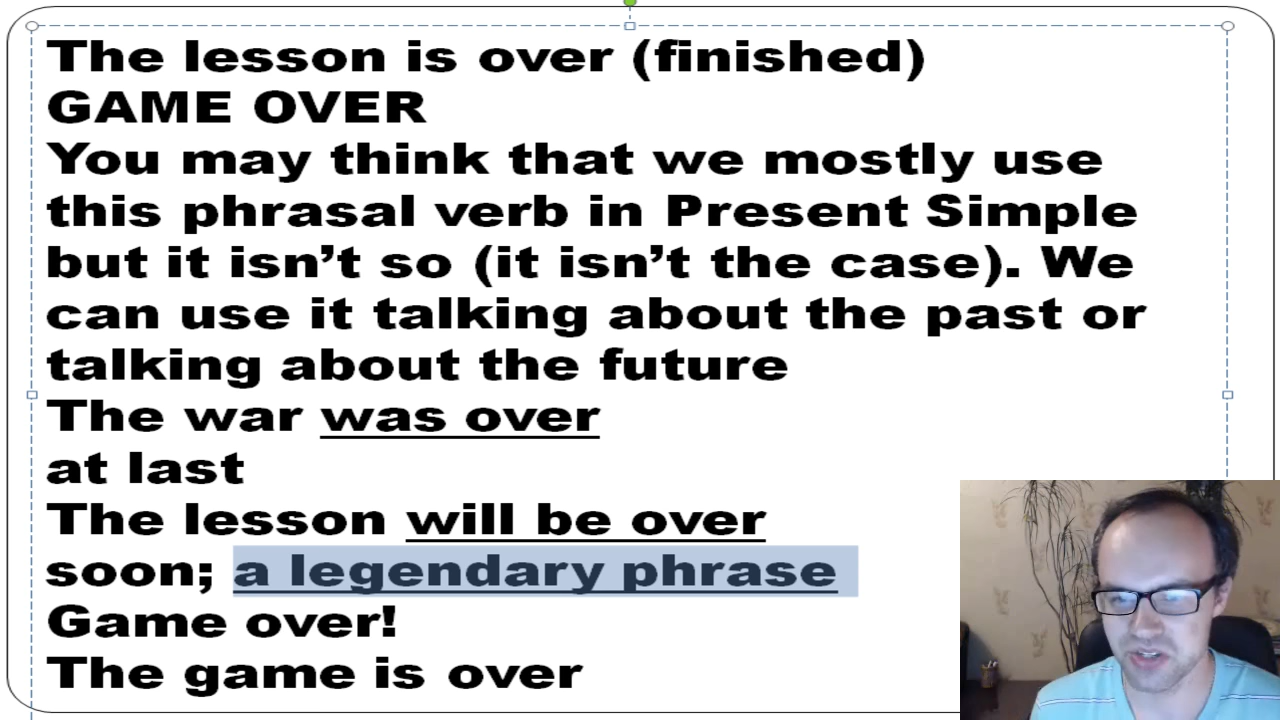 The lesson is over (finished)
GAME OVER
You may think that we mostly use
this phrasal verb in Present Simple
but it isn’t so (it isn’t the case). We
can use it talking about the past or
talking about the future
The war was over
at last
The lesson will be over
soon; a legendary phrase
Game over!
The game is over